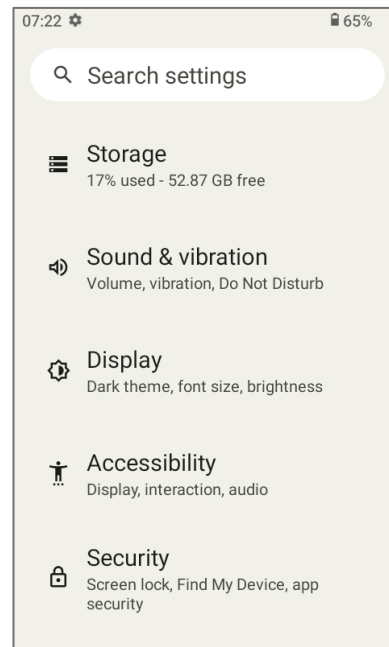 07:22 65%
Search settings
Storage
17% used - 52.87 GB free
Sound & vibration
Volume, vibration, Do Not Disturb
Display
Dark theme, font size, brightness
Accessibility
Display, interaction, audio
Security
Screen lock, Find My Device, app
security